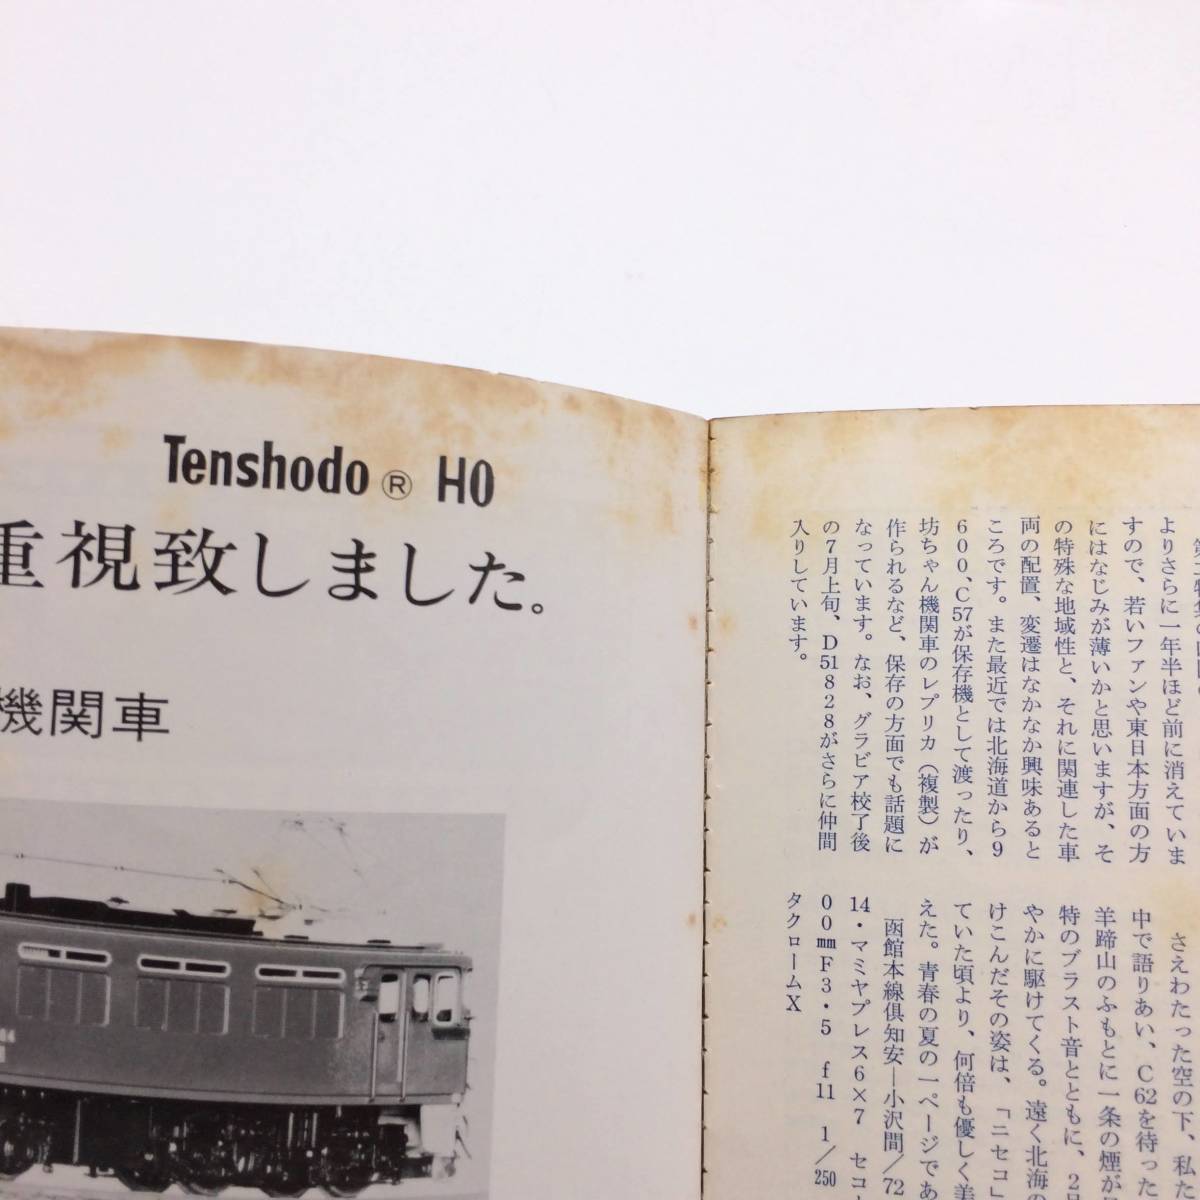 Tenshodo ® HO
重視致しました。
機関車
よりさらに一年半ほど前に消えていま
すので、若いファンや東日本方面の方
にはなじみが薄いかと思いますが、そ
の特殊な地域性と、それに関連した車
両の配置、変遷はなかなか興味あると
ころです。また最近では北海道から9
600、C57が保存機として渡ったり、
坊ちゃん機関車のレプリカ（複製）が
作られるなど、保存の方面でも話題に
なっています。なお、グラビア校了後
の7月上旬、D51828がさらに仲間
入りしています。
さえわたった空の下、私た
中で語りあい、C62を待った
羊蹄山のふもとに一条の煙が
特のブラスト音とともに、2
やかに駆けてくる。遠く北海の
けこんだその姿は、「ニセコ」
ていた頃より、何倍も優しく美
えた。青春の夏の一ページであ
函館本線倶知安—小沢間/72
14・マミヤプレス6×7 セコ
00mmF3・5 f11 1/250
タクロームX